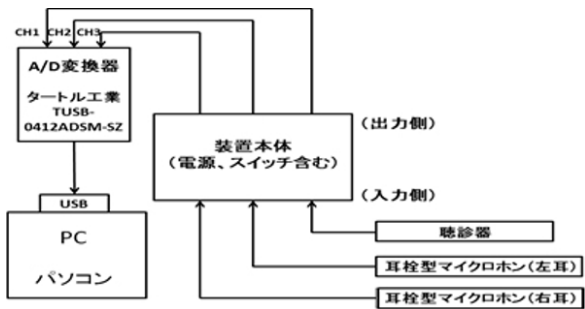 CH1 CH2 CH3
A/D変換器
タートル工業
TUSB-
0412ADSM-SZ
(出力側)
装置本体
(電源、スイッチ含む)
(入力側)
USB
PC
パソコン
聴診器
耳栓型マイクロホン(左耳)
耳栓型マイクロホン(右耳)